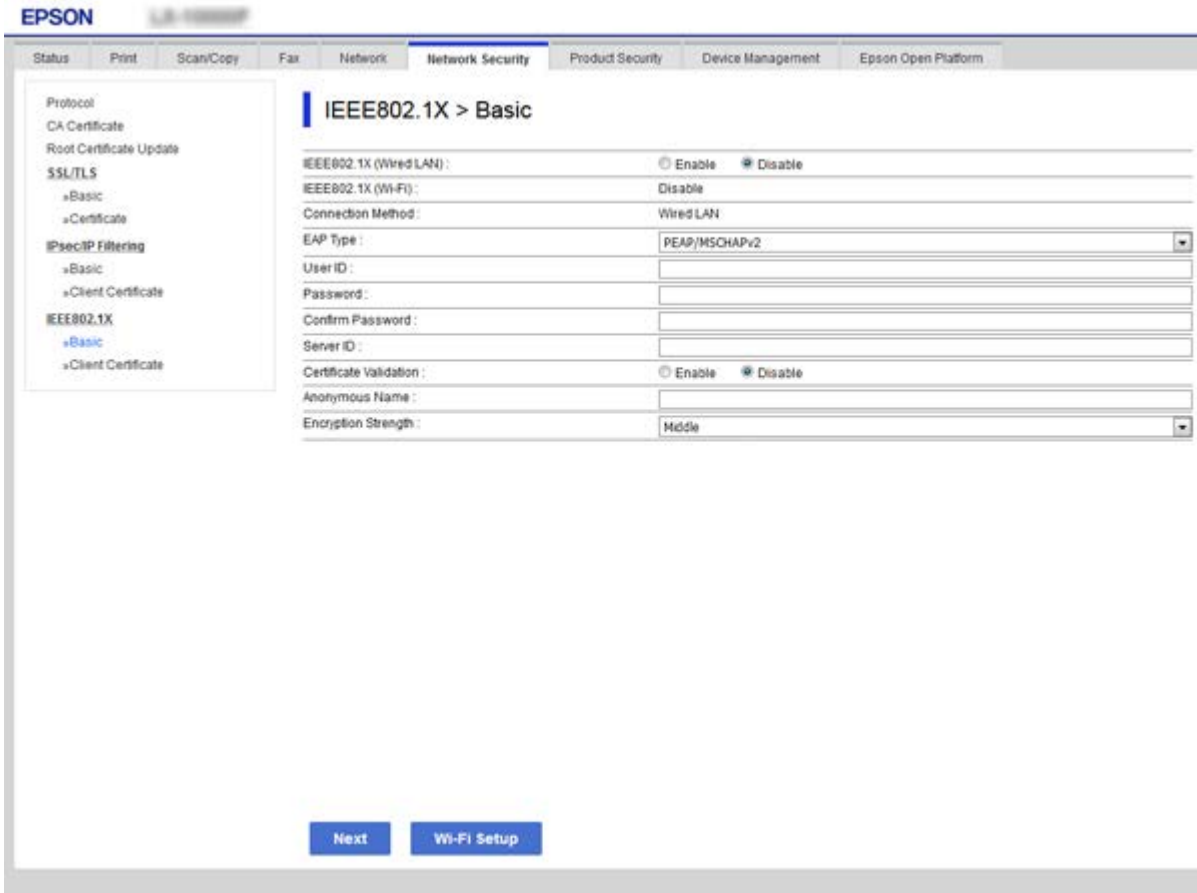 EPSON
Status Print Scan/Copy Fax Network Network Security Product Security Device Management Epson Open Platform
Protocol
CA Certificate
Root Certificate Update
SSL/TLS
»Basic
»Certificate
IPsec/IP Filtering
»Basic
»Client Certificate
IEEE802.1X
»Basic
»Client Certificate
IEEE802.1X > Basic
IEEE802.1X (Wired LAN) : Enable Disable
IEEE802.1X (Wi-Fi) : Disable
Connection Method : Wired LAN
EAP Type : PEAP/MSCHAPv2
User ID :
Password :
Confirm Password :
Server ID :
Certificate Validation : Enable Disable
Anonymous Name :
Encryption Strength : Middle
Next Wi-Fi Setup